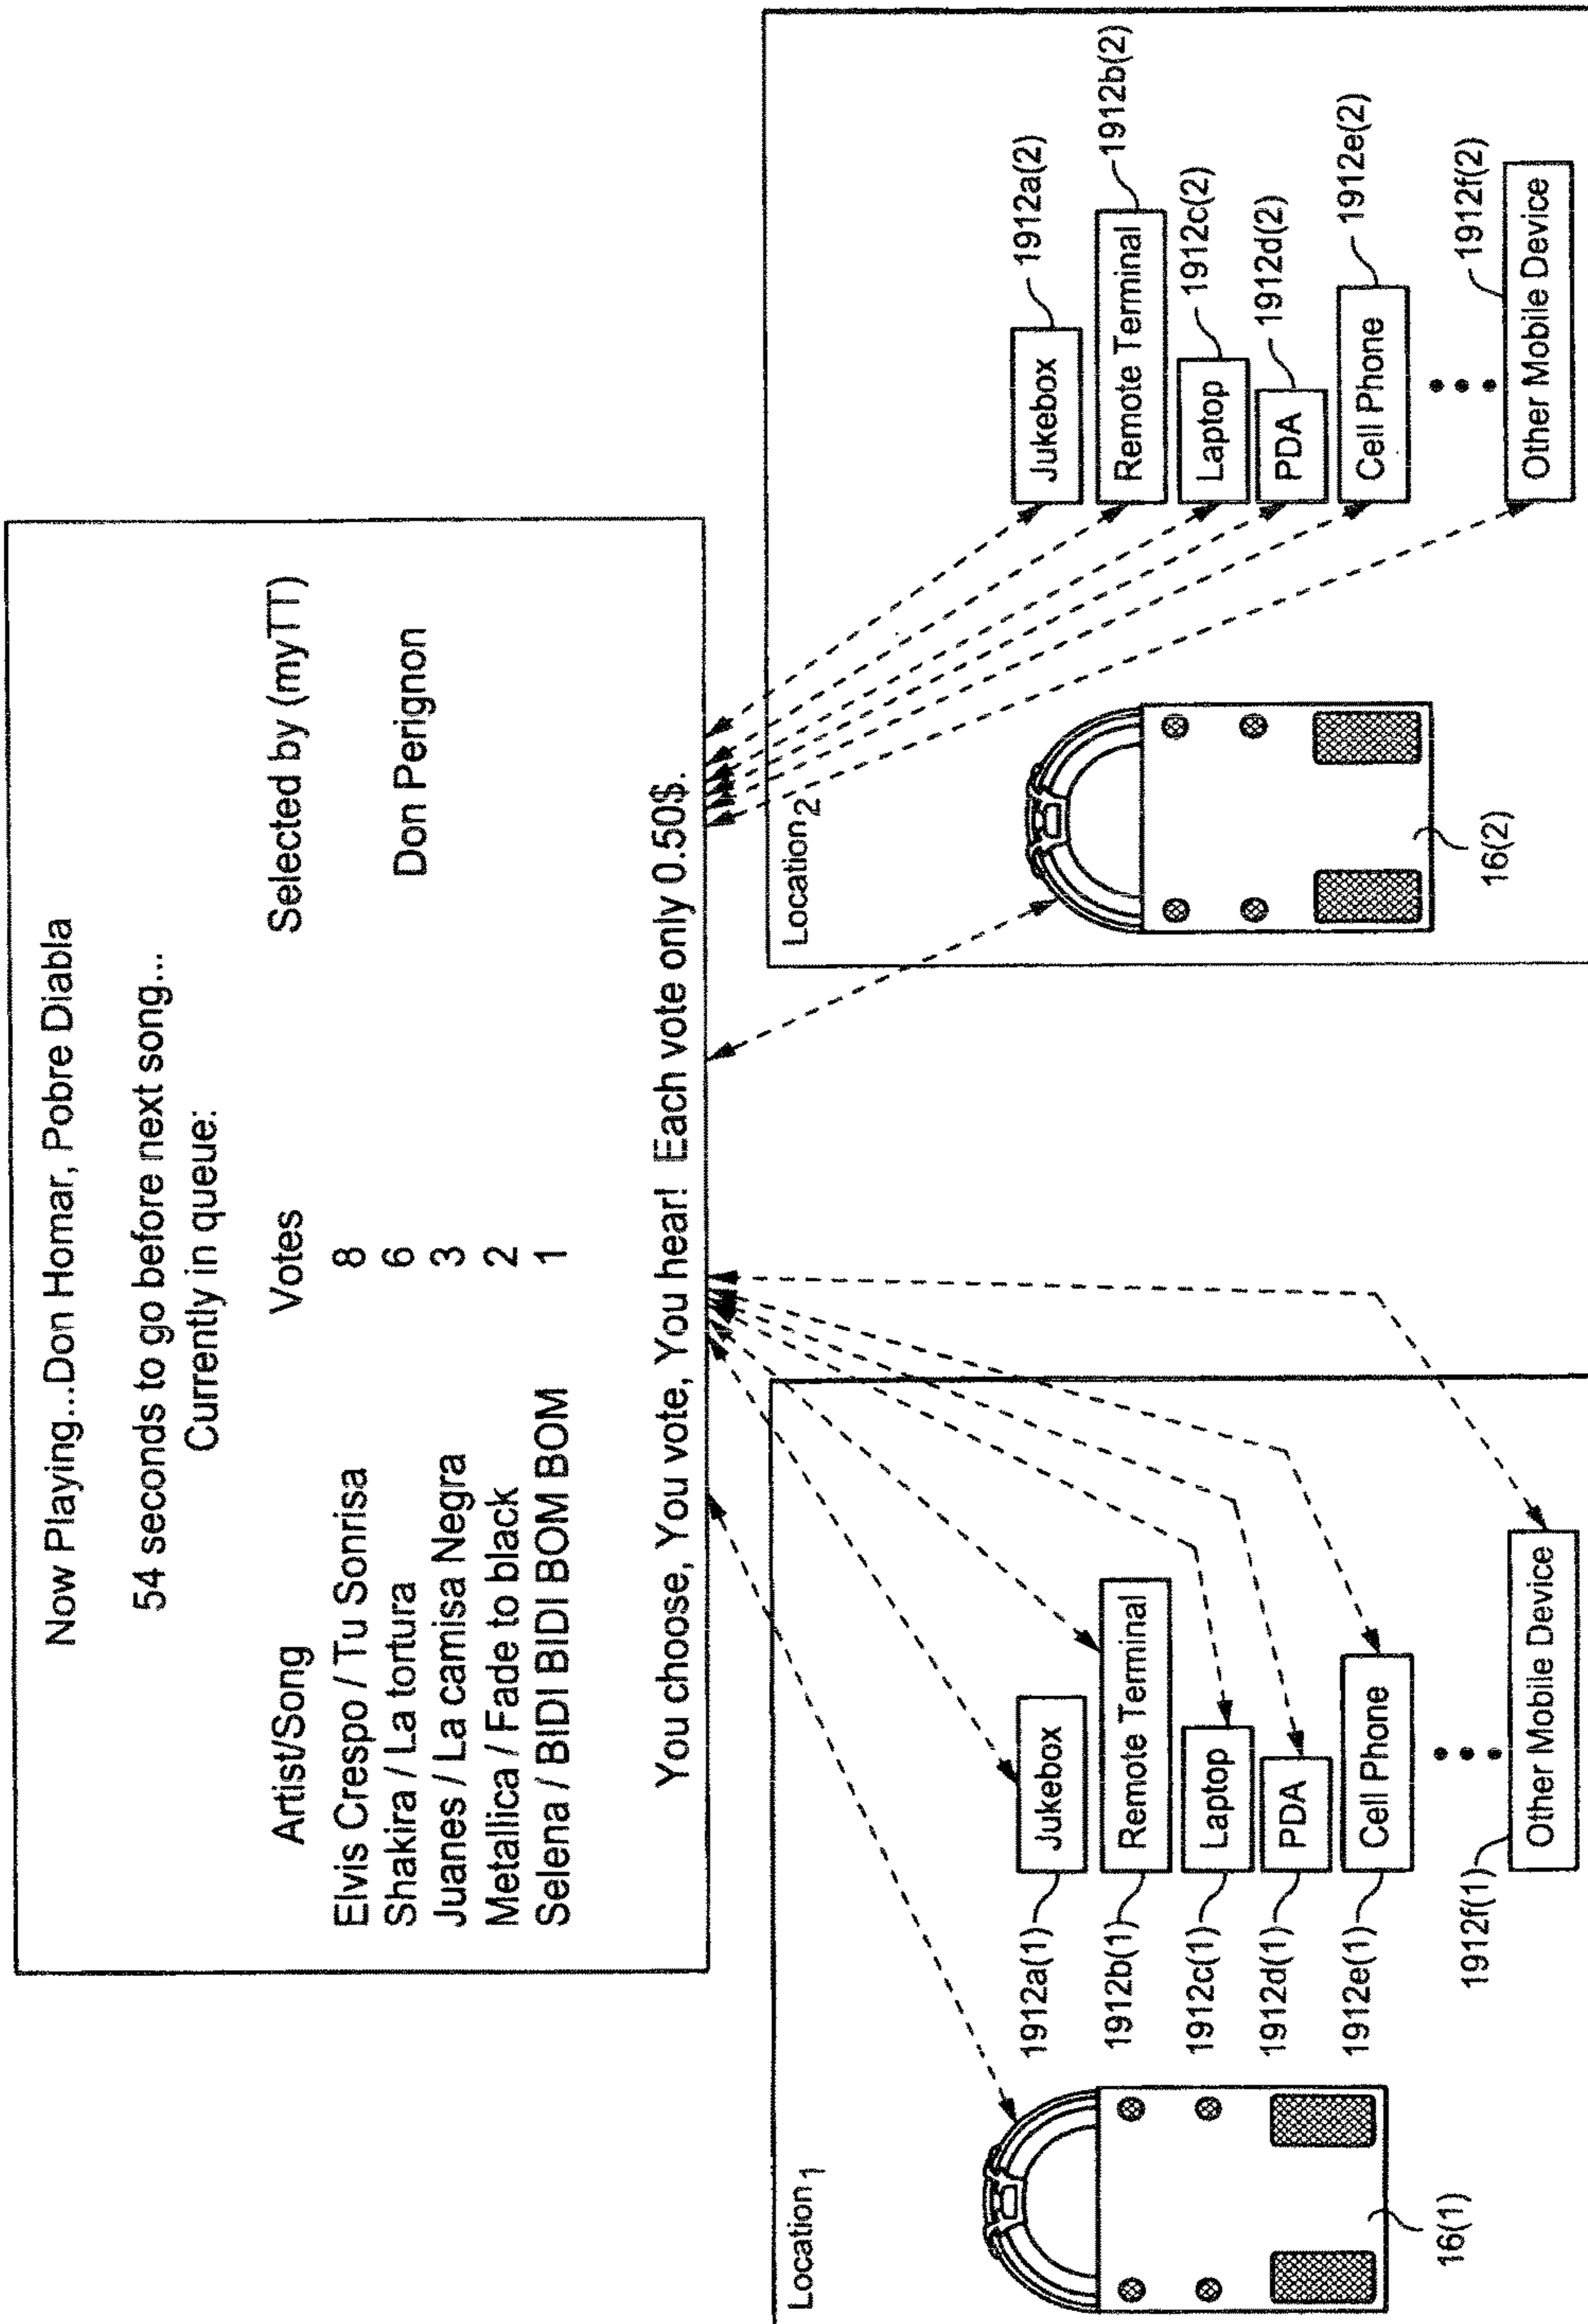 Now Playing...Don Homar, Pobre Diabla
54 seconds to go before next song...
Currently in queue:
Artist/Song Votes Selected by (myTT)
Elvis Crespo / Tu Sonrisa 8
Shakira / La tortura 6 Don Perignon
Juanes / La camisa Negra 3
Metallica / Fade to black 2
Selena / BIDI BIDI BOM BOM 1
You choose, You vote, You hear! Each vote only 0.50$.
Location1
16(1)
1912a(1) Jukebox
1912b(1) Remote Terminal
1912c(1) Laptop
1912d(1) PDA
1912e(1) Cell Phone
1912f(1) Other Mobile Device
Location2
16(2)
Jukebox 1912a(2)
Remote Terminal 1912b(2)
Laptop 1912c(2)
PDA 1912d(2)
Cell Phone 1912e(2)
Other Mobile Device 1912f(2)